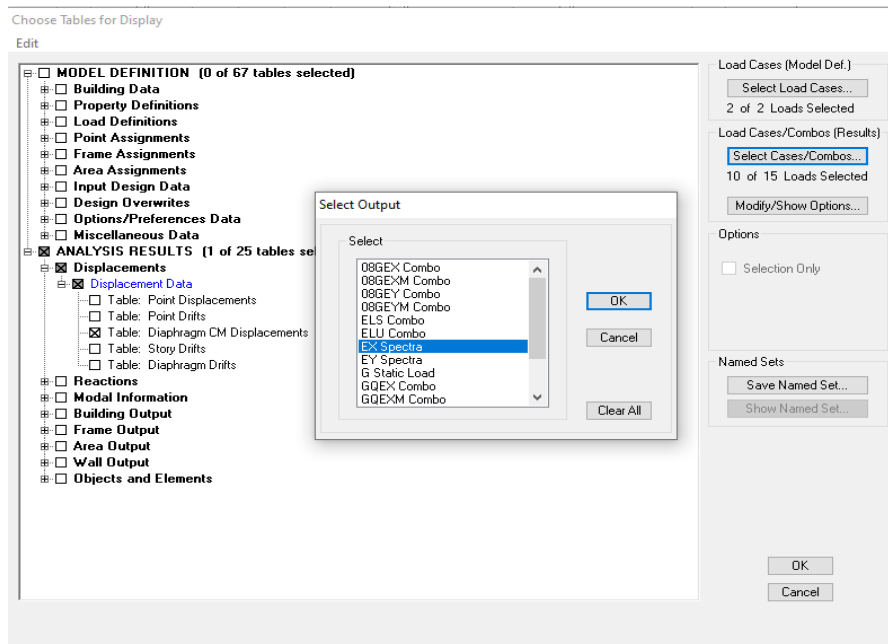 Choose Tables for Display
Edit
MODEL DEFINITION (0 of 67 tables selected)
Building Data
Property Definitions
Load Definitions
Point Assignments
Frame Assignments
Area Assignments
Input Design Data
Design Overwrites
Options/Preferences Data
Miscellaneous Data
ANALYSIS RESULTS (1 of 25 tables sel
Displacements
Displacement Data
Table: Point Displacements
Table: Point Drifts
Table: Diaphragm CM Displacements
Table: Story Drifts
Table: Diaphragm Drifts
Reactions
Modal Information
Building Output
Frame Output
Area Output
Wall Output
Objects and Elements
Select Output
Select
08GEX Combo
08GEXM Combo
08GEY Combo
08GEYM Combo
ELS Combo
ELU Combo
EX Spectra
EY Spectra
G Static Load
GQEX Combo
GQEXM Combo
OK
Cancel
Clear All
Load Cases (Model Def.)
Select Load Cases...
2 of 2 Loads Selected
Load Cases/Combos (Results)
Select Cases/Combos...
10 of 15 Loads Selected
Modify/Show Options...
Options
Selection Only
Named Sets
Save Named Set...
Show Named Set...
OK
Cancel